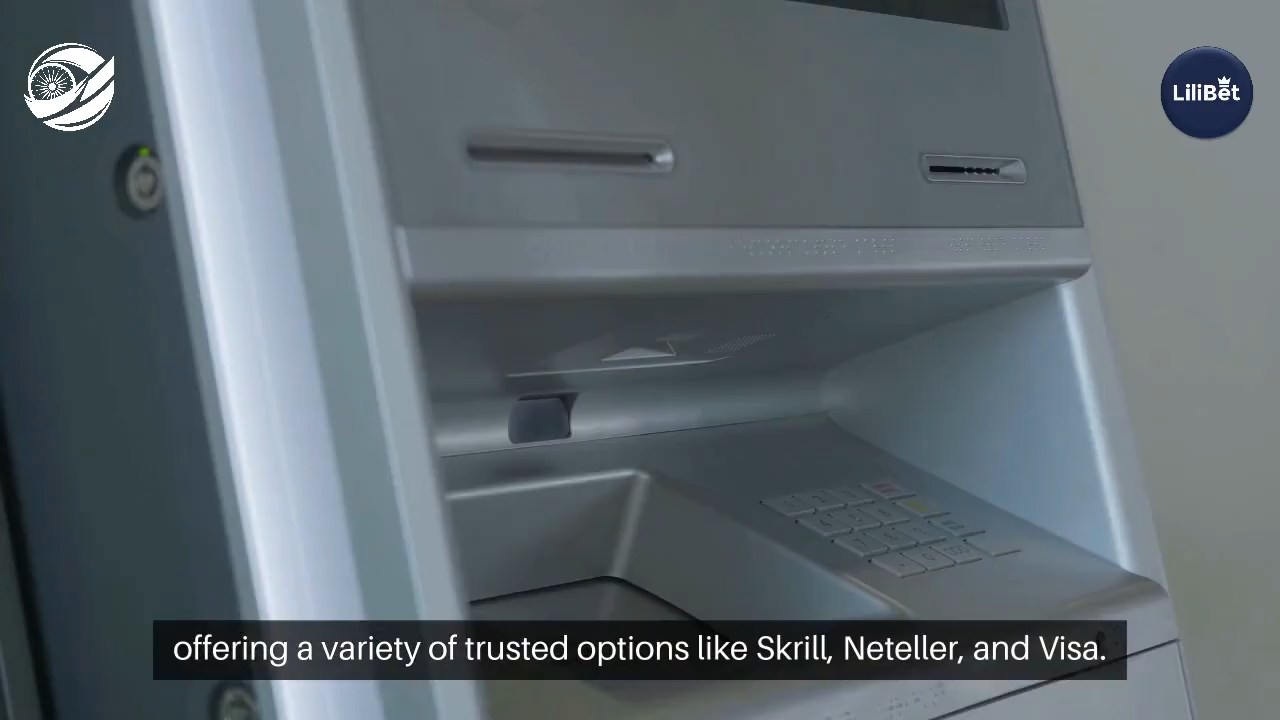 LiliBet
offering a variety of trusted options like Skrill, Neteller, and Visa.